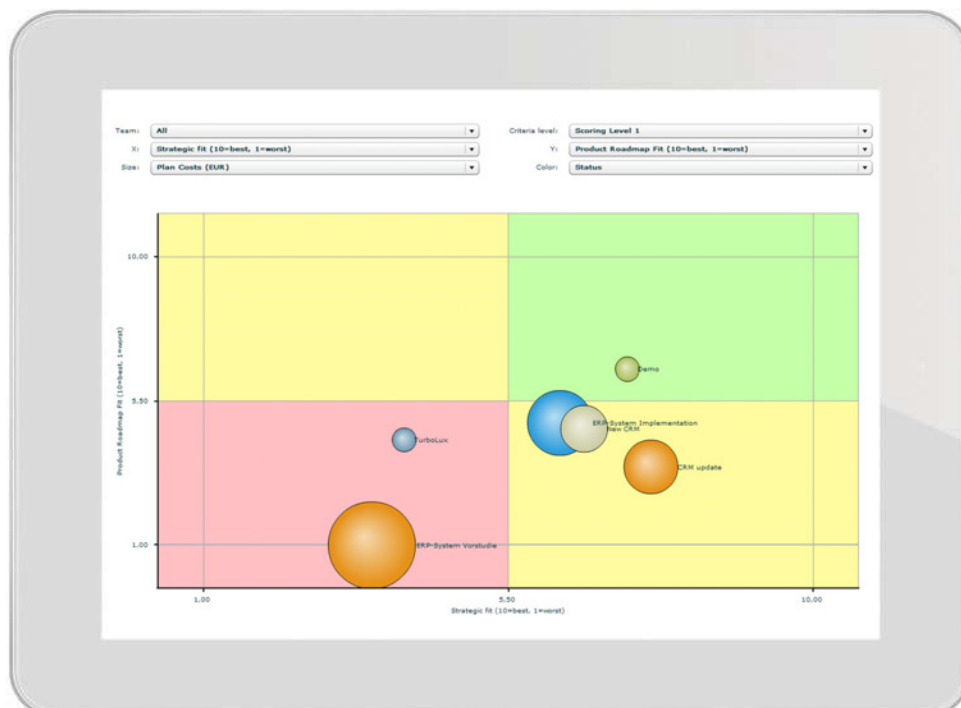 Team: All
Criteria level: Scoring Level 1
X: Strategic fit (10=best, 1=worst)
Y: Product Roadmap Fit (10=best, 1=worst)
Size: Plan Costs (EUR)
Color: Status
Product Roadmap Fit (10=best, 1=worst)
10.00
Demo
5.50
ERP-System Implementation
New CRM
TurboLux
CRM update
1.00
ERP-System Vorstudie
1.00
5.50
10.00
Strategic fit (10=best, 1=worst)